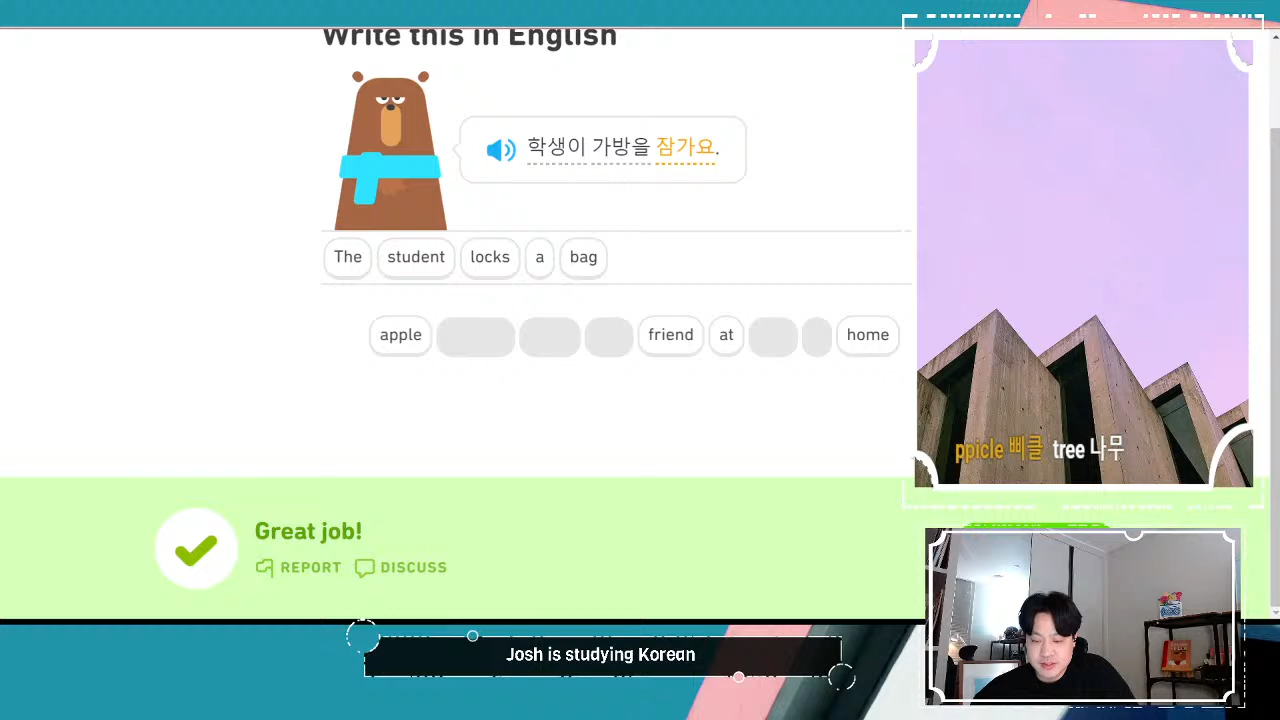 Write this in English
학생이 가방을 잠가요.
The student locks a bag
apple friend at home
ppicle 삐클 tree 나무
Great job!
REPORT DISCUSS
Josh is studying Korean